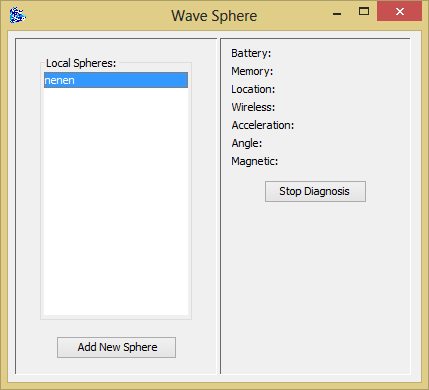 Wave Sphere
Local Spheres:
nenen
Add New Sphere
Battery:
Memory:
Location:
Wireless:
Acceleration:
Angle:
Magnetic:
Stop Diagnosis